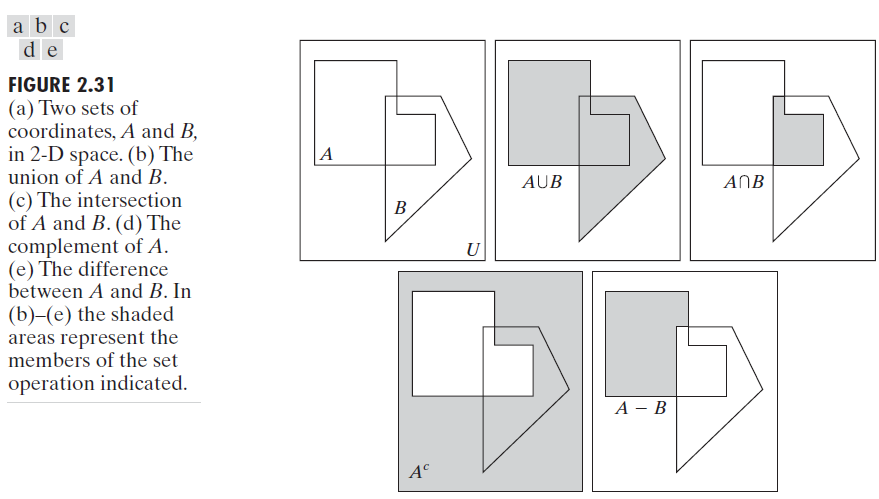 a b c
d e
FIGURE 2.31
(a) Two sets of
coordinates, A and B,
in 2-D space. (b) The
union of A and B.
(c) The intersection
of A and B. (d) The
complement of A.
(e) The difference
between A and B. In
(b)–(e) the shaded
areas represent the
members of the set
operation indicated.
A
B
U
A∪B
A∩B
Aᶜ
A − B